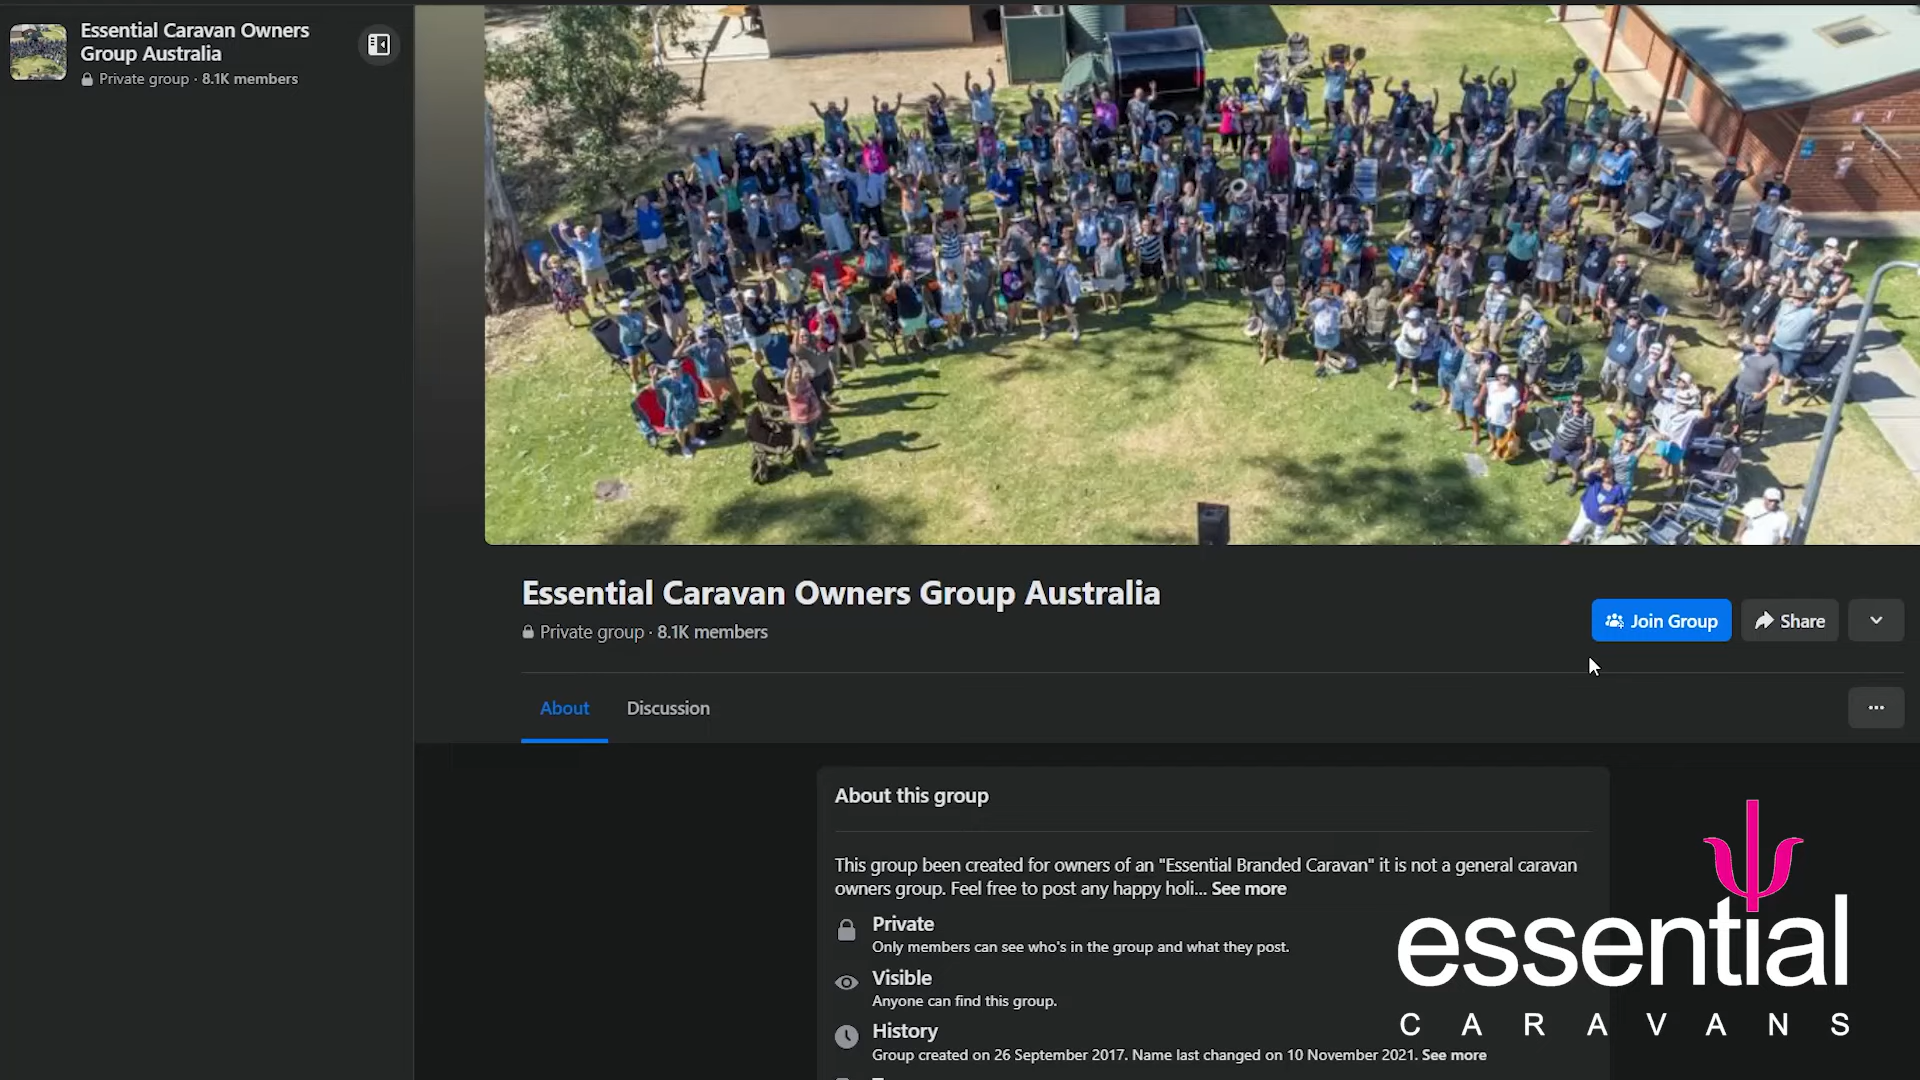 Essential Caravan Owners
Group Australia
Private group · 8.1K members
Essential Caravan Owners Group Australia
Private group · 8.1K members
Join Group
Share
About
Discussion
About this group
This group been created for owners of an "Essential Branded Caravan" it is not a general caravan
owners group. Feel free to post any happy holi... See more
Private
Only members can see who's in the group and what they post.
Visible
Anyone can find this group.
History
Group created on 26 September 2017. Name last changed on 10 November 2021. See more
essential
CARAVANS